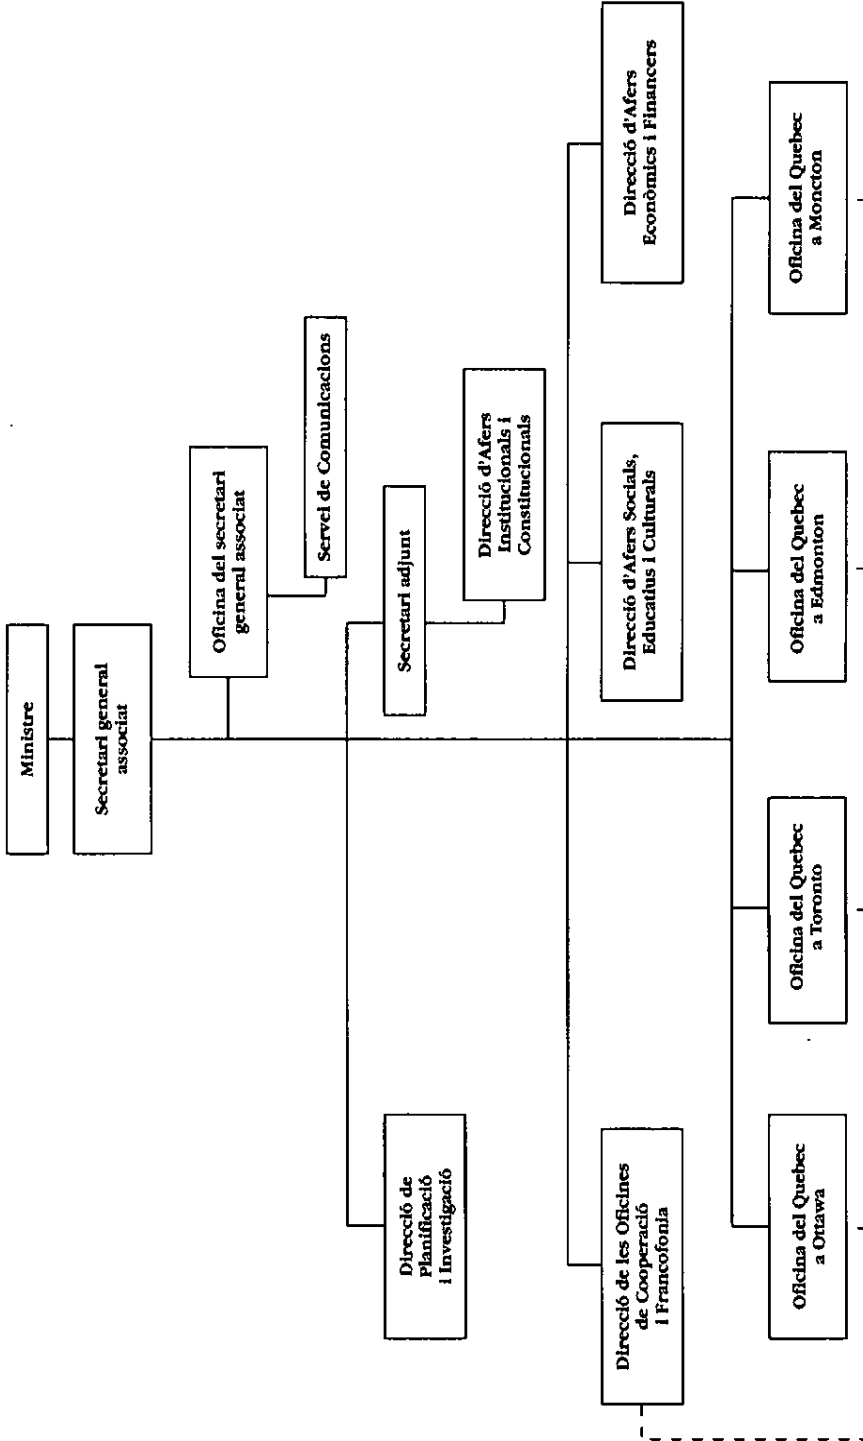 Ministre
Secretari general
associat
Oficina del secretari
general associat
Servei de Comunicacions
Direcció de
Planificació
i Investigació
Secretari adjunt
Direcció d'Afers
Institucionals i
Constitucionals
Direcció de les Oficines
de Cooperació
i Francofonia
Direcció d'Afers Socials,
Educatius i Culturals
Direcció d'Afers
Econòmics i Financers
Oficina del Quebec
a Ottawa
Oficina del Quebec
a Toronto
Oficina del Quebec
a Edmonton
Oficina del Quebec
a Moncton